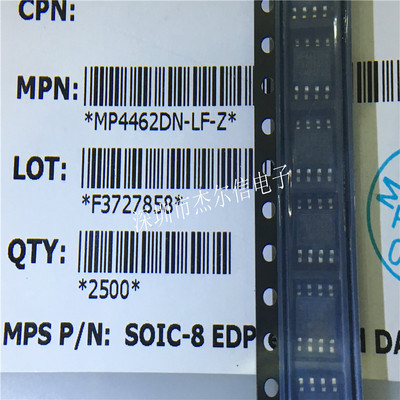 CPN:
MPN:
*MP4462DN-LF-Z*
LOT:
*F3727858*
QTY:
*2500*
MPS P/N: SOIC-8 EDP
DA
深圳市杰尔信电子